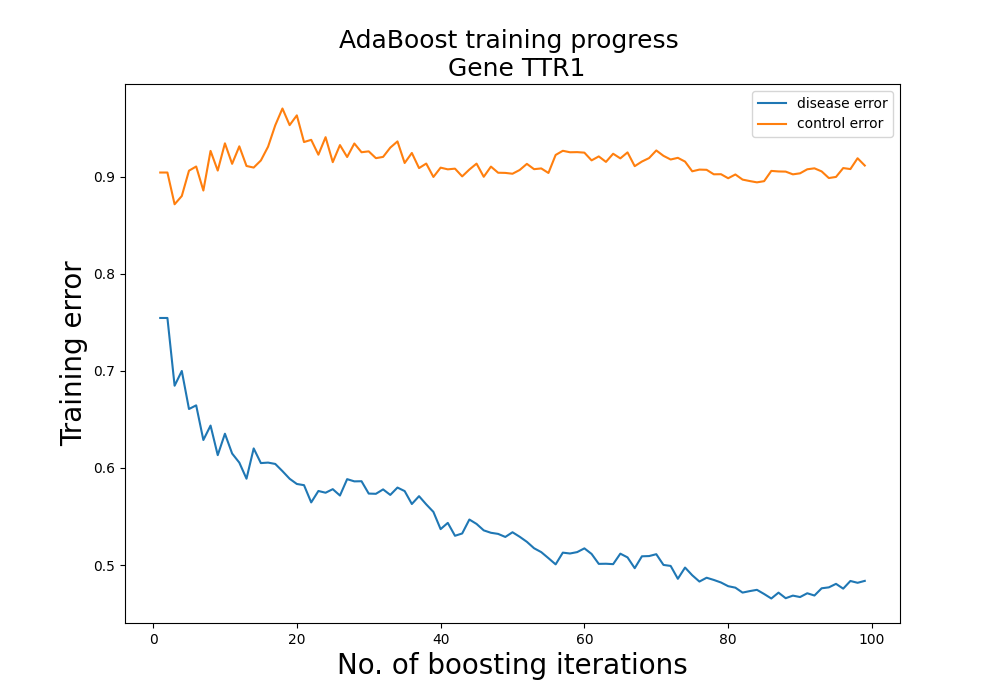 AdaBoost training progress
Gene TTR1
disease error
control error
Training error
0.9
0.8
0.7
0.6
0.5
0
20
40
60
80
100
No. of boosting iterations